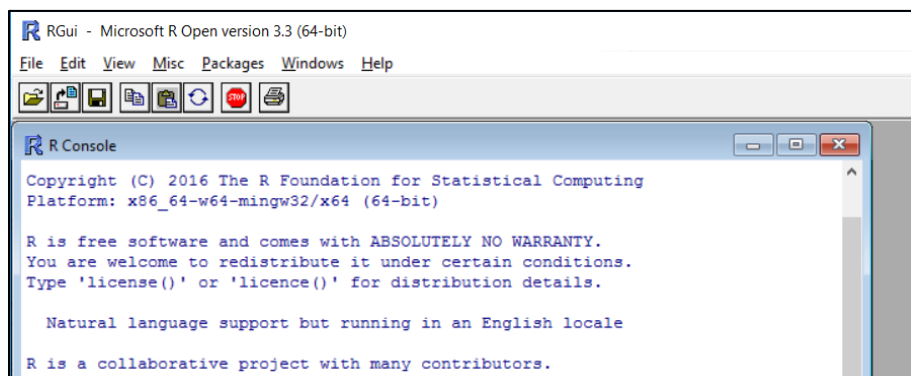 RGui - Microsoft R Open version 3.3 (64-bit)
File Edit View Misc Packages Windows Help
STOP
R Console
Copyright (C) 2016 The R Foundation for Statistical Computing
Platform: x86_64-w64-mingw32/x64 (64-bit)
R is free software and comes with ABSOLUTELY NO WARRANTY.
You are welcome to redistribute it under certain conditions.
Type 'license()' or 'licence()' for distribution details.
Natural language support but running in an English locale
R is a collaborative project with many contributors.